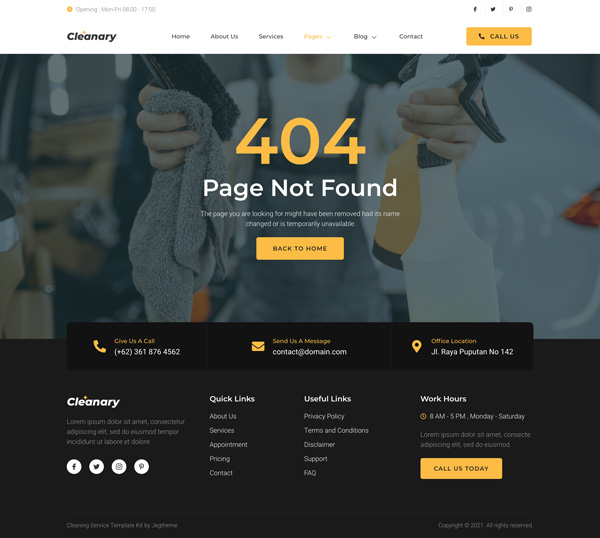 Opening : Mon-Fri 08:00 - 17:00
Cleanary
Home
About Us
Services
Pages
Blog
Contact
CALL US
404
Page Not Found
The page you are looking for might have been removed had its name
changed or is temporarily unavailable
BACK TO HOME
Give Us A Call
(+62) 361 876 4562
Send Us A Message
contact@domain.com
Office Location
Jl. Raya Puputan No 142
Cleanary
Lorem ipsum dolor sit amet, consectetur
adipiscing elit, sed do eiusmod tempor
incididunt ut labore et dolore
Quick Links
About Us
Services
Appointment
Pricing
Contact
Useful Links
Privacy Policy
Terms and Conditions
Disclaimer
Support
FAQ
Work Hours
8 AM - 5 PM , Monday - Saturday
Lorem ipsum dolor sit amet, consecte
adipiscing elit, sed do eiusmod
CALL US TODAY
Cleaning Service Template Kit by Jegtheme
Copyright © 2021. All rights reserved.